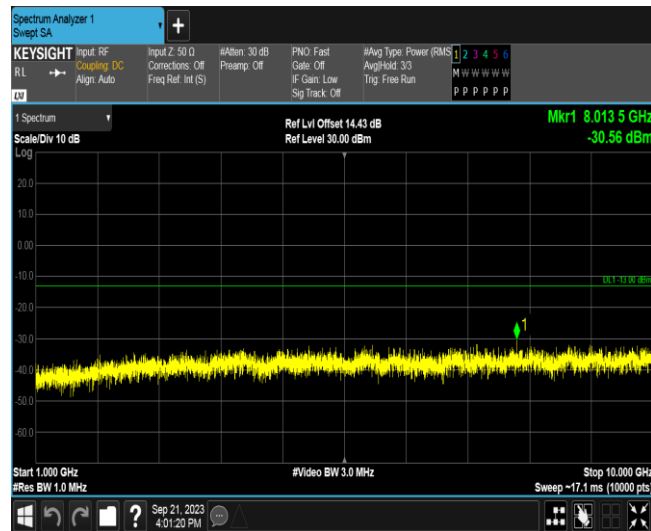 Spectrum Analyzer 1
Swept SA
+
KEYSIGHT
RL
LXI
Input: RF
Coupling: DC
Align: Auto
Input Z: 50 Ω
Corrections: Off
Freq Ref: Int (S)
#Atten: 30 dB
Preamp: Off
PNO: Fast
Gate: Off
IF Gain: Low
Sig Track: Off
#Avg Type: Power (RMS
Avg|Hold: 3/3
Trig: Free Run
1 2 3 4 5 6
M W W W W W
P P P P P P
1 Spectrum
Scale/Div 10 dB
Log
Ref Lvl Offset 14.43 dB
Ref Level 30.00 dBm
Mkr1 8.013 5 GHz
-30.56 dBm
20.0
10.0
0.00
-10.0
DL1 -13.00 dBm
-20.0
1
-30.0
-40.0
-50.0
-60.0
Start 1.000 GHz
#Video BW 3.0 MHz
Stop 10.000 GHz
#Res BW 1.0 MHz
Sweep ~17.1 ms (10000 pts)
?
Sep 21, 2023
4:01:20 PM